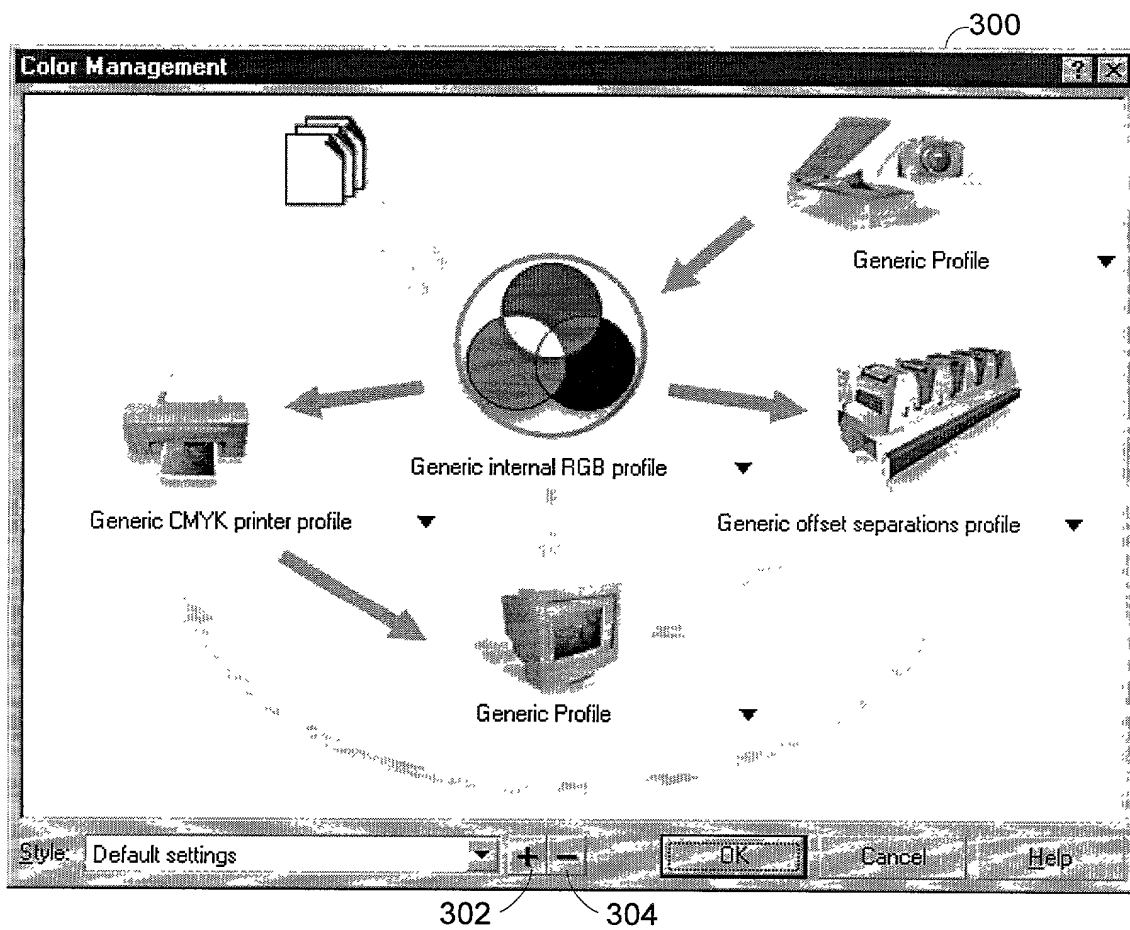 300
Color Management
Generic Profile
Generic internal RGB profile
Generic CMYK printer profile
Generic offset separations profile
Generic Profile
Style: Default settings + - OK Cancel Help
302 304